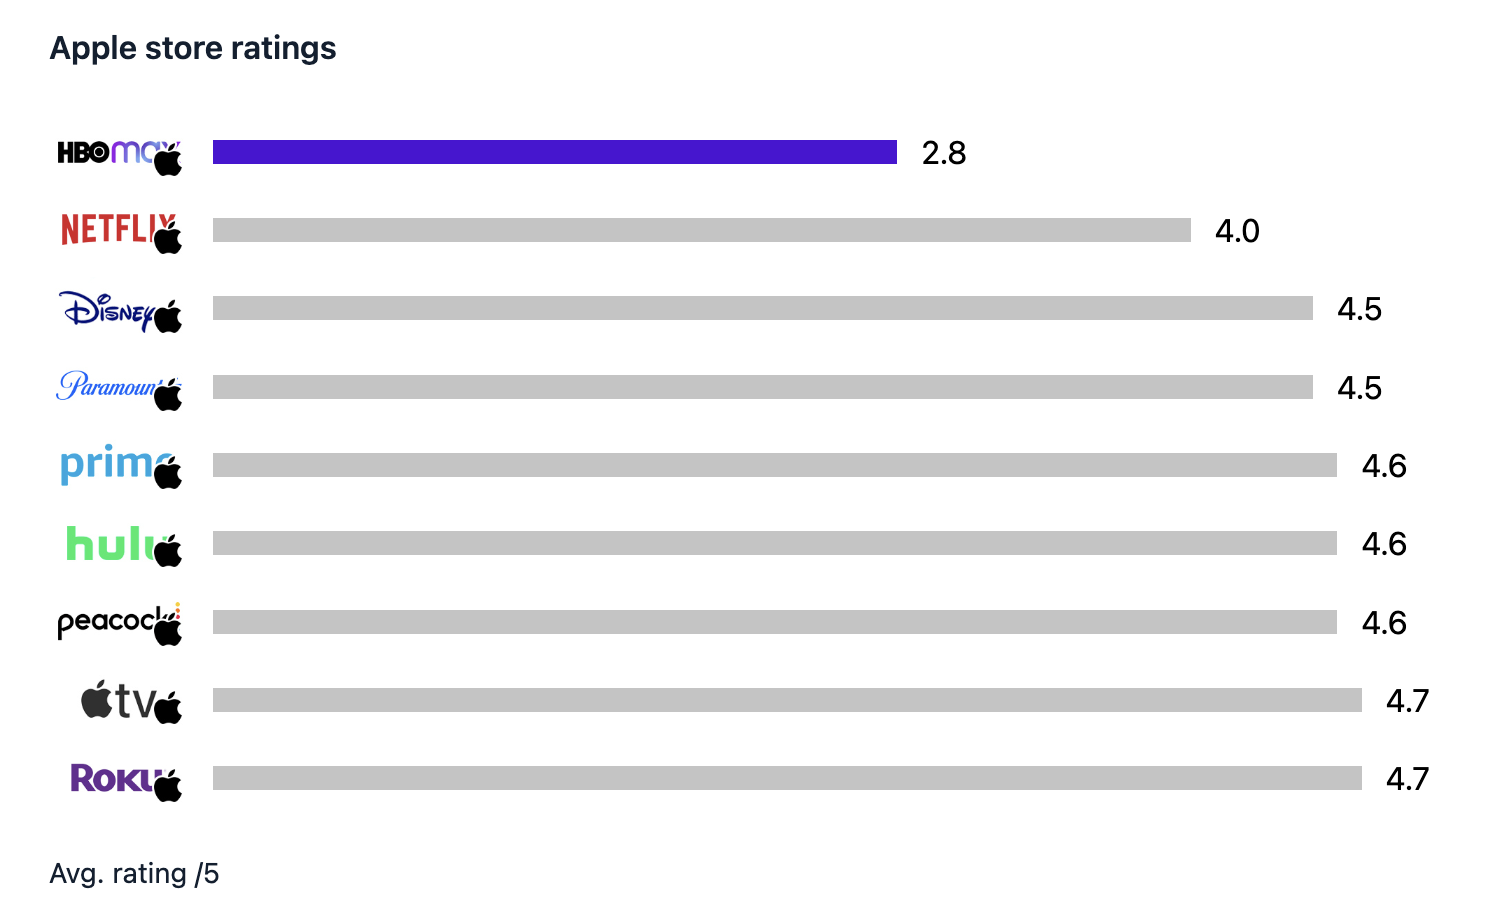 Apple store ratings
HBO max 2.8
NETFLIX 4.0
Disney 4.5
Paramount 4.5
prime 4.6
hulu 4.6
peacock 4.6
tv 4.7
Roku 4.7
Avg. rating /5